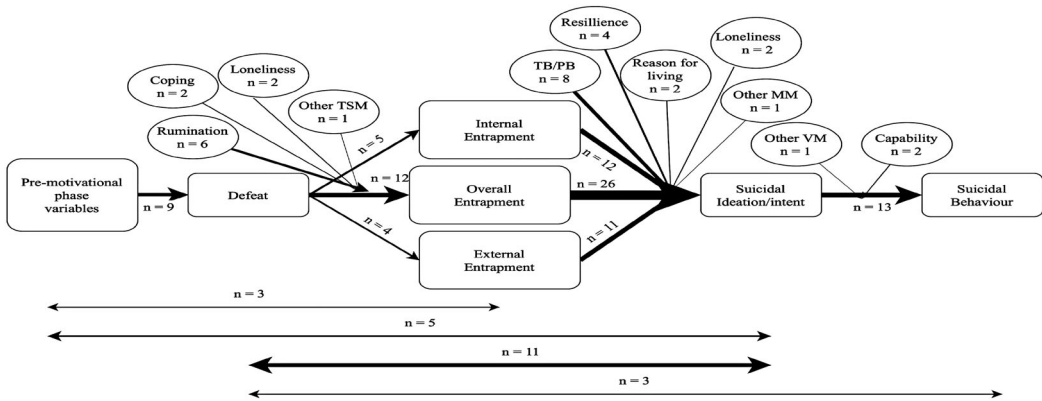 Resillience
n = 4
Loneliness
n = 2
TB/PB
n = 8
Reason for
living
n = 2
Coping
n = 2
Loneliness
n = 2
Other TSM
n = 1
Other MM
n = 1
Rumination
n = 6
Internal
Entrapment
Other VM
n = 1
Capability
n = 2
n = 5
n = 12
Pre-motivational
phase
variables
n = 9
Defeat
n = 12
Overall
Entrapment
n = 26
Suicidal
Ideation/intent
n = 13
Suicidal
Behaviour
n = 4
n = 11
External
Entrapment
n = 3
n = 5
n = 11
n = 3